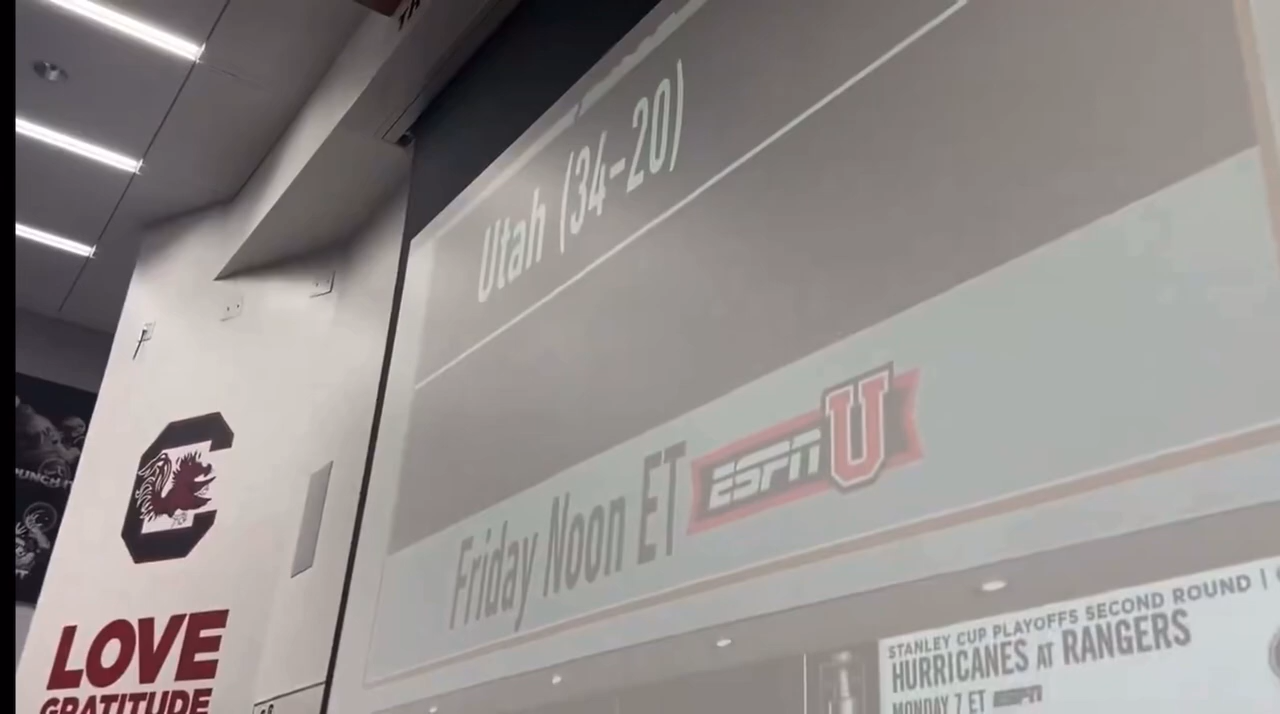 Utah (34-20)
Friday Noon ET ESPN U
STANLEY CUP PLAYOFFS SECOND ROUND |
HURRICANES AT RANGERS
MONDAY 7 ET ESPN
LOVE
GRATITUDE